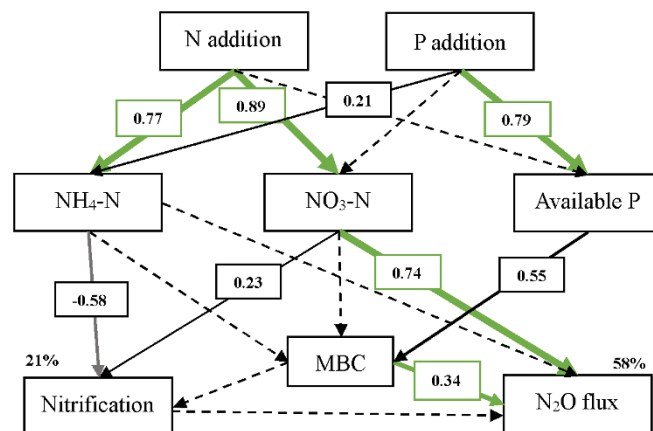 N addition
P addition
0.77
0.89
0.21
0.79
NH₄-N
NO₃-N
Available P
-0.58
0.23
0.74
0.55
21%
MBC
58%
0.34
Nitrification
N₂O flux